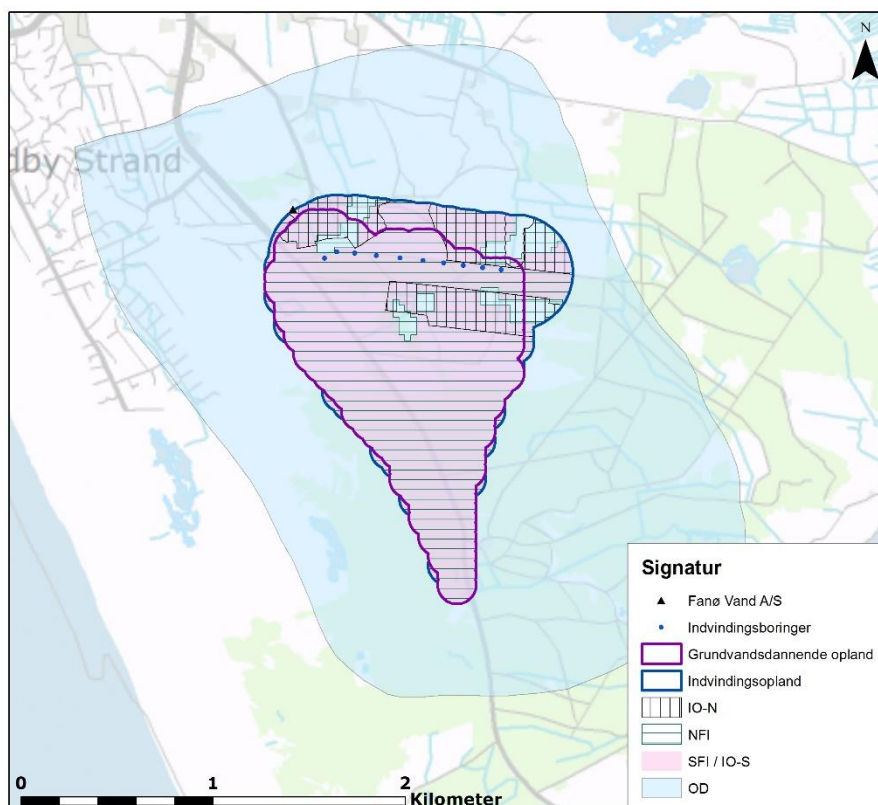 N
dby Strand
Signatur
Fanø Vand A/S
Indvindingsboringer
Grundvandsdannende opland
Indvindingsopland
IO-N
NFI
SFI / IO-S
OD
0 1 2
Kilometer